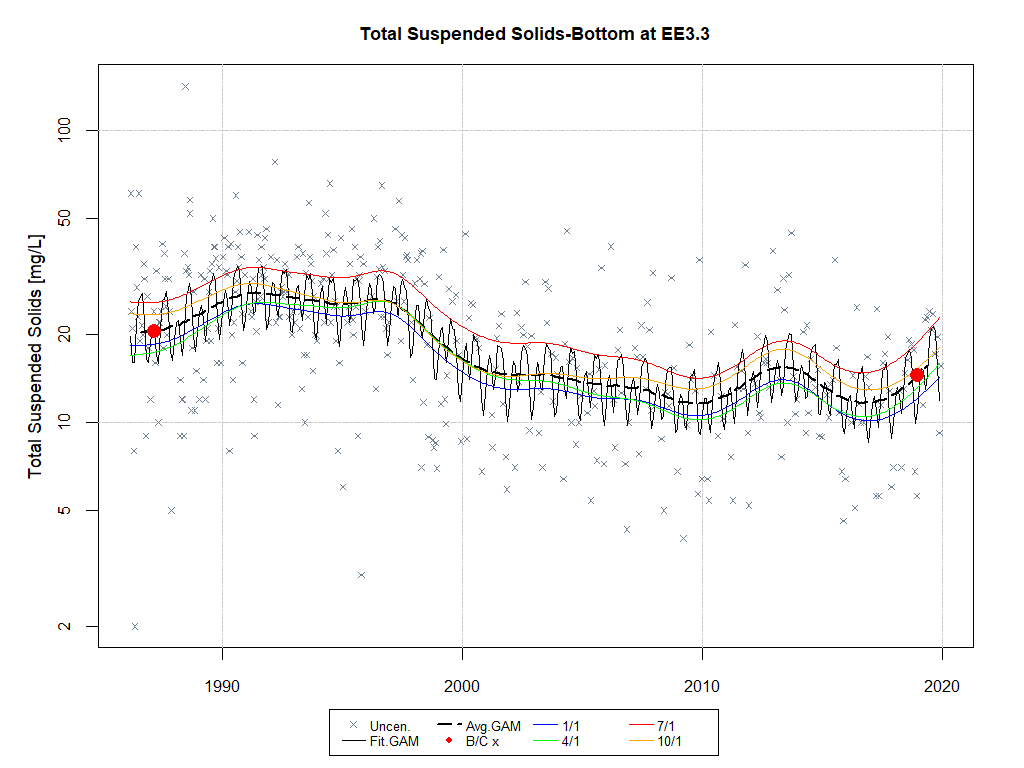 Total Suspended Solids-Bottom at EE3.3
Total Suspended Solids [mg/L]
100
50
20
10
5
2
1990 2000 2010 2020
Uncen. Avg.GAM 1/1 7/1
Fit.GAM B/C x 4/1 10/1